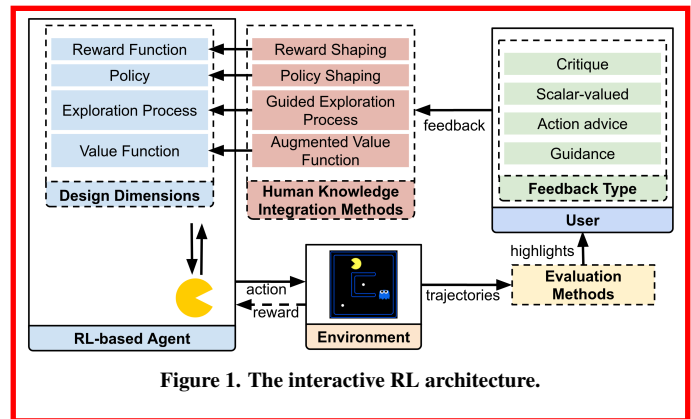 Reward Function
Policy
Exploration Process
Value Function
Design Dimensions
Reward Shaping
Policy Shaping
Guided Exploration
Process
Augmented Value
Function
Human Knowledge
Integration Methods
feedback
Critique
Scalar-valued
Action advice
Guidance
Feedback Type
User
highlights
Evaluation
Methods
action
reward
trajectories
Environment
RL-based Agent
Figure 1. The interactive RL architecture.